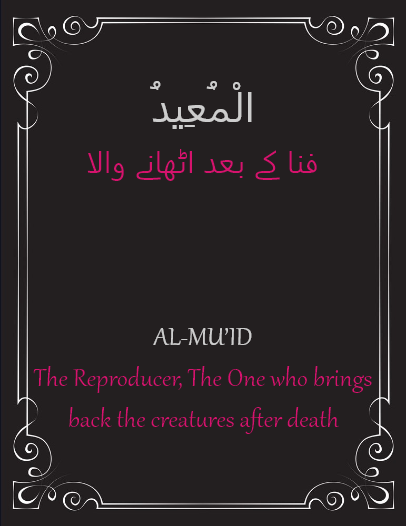 الْمُعِيدُ
فنا کے بعد اٹھانے والا
AL-MU’ID
The Reproducer, The One who brings
back the creatures after death